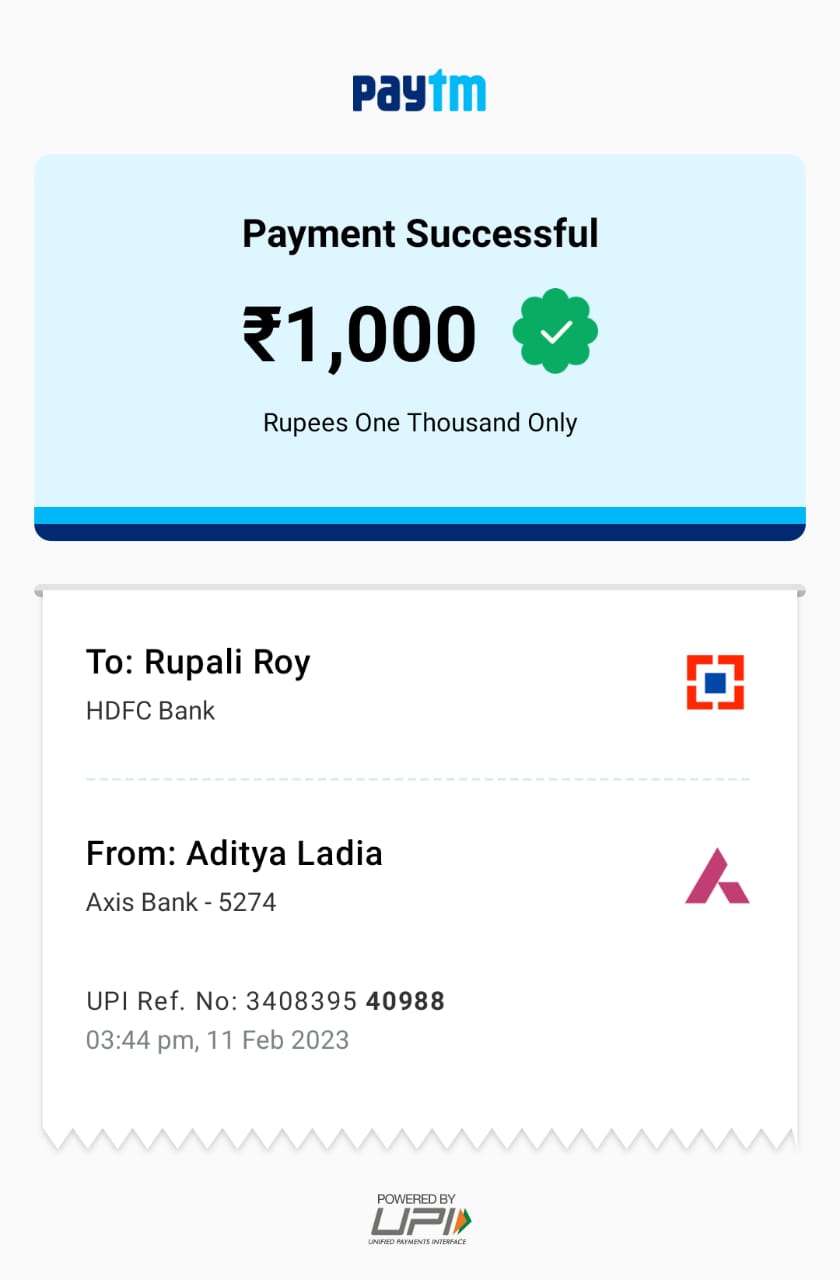 paytm
Payment Successful
₹1,000
Rupees One Thousand Only
To: Rupali Roy
HDFC Bank
From: Aditya Ladia
Axis Bank - 5274
UPI Ref. No: 3408395 40988
03:44 pm, 11 Feb 2023
POWERED BY
UPI
UNIFIED PAYMENTS INTERFACE